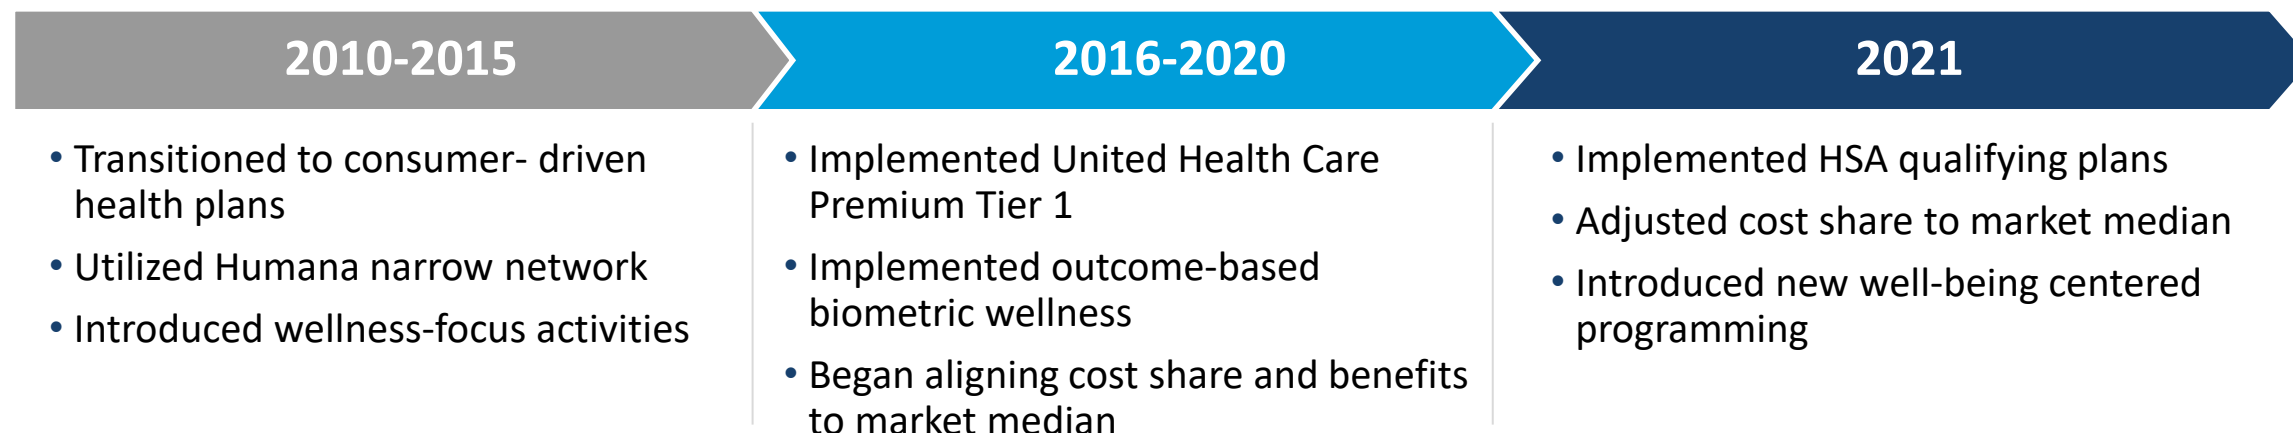 2010-2015
• Transitioned to consumer- driven
health plans
• Utilized Humana narrow network
• Introduced wellness-focus activities
2016-2020
• Implemented United Health Care
Premium Tier 1
• Implemented outcome-based
biometric wellness
• Began aligning cost share and benefits
to market median
2021
• Implemented HSA qualifying plans
• Adjusted cost share to market median
• Introduced new well-being centered
programming